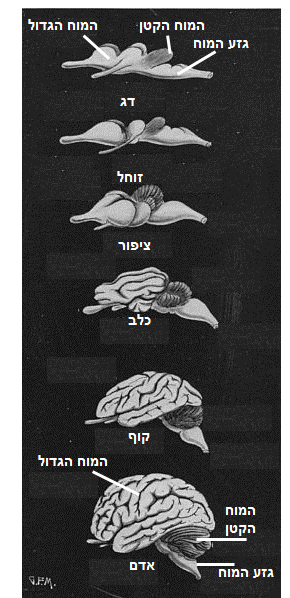 המוח הגדול
המוח הקטן
גזע המוח
דג
זוחל
ציפור
כלב
קוף
המוח הגדול
המוח
הקטן
אדם
גזע המוח